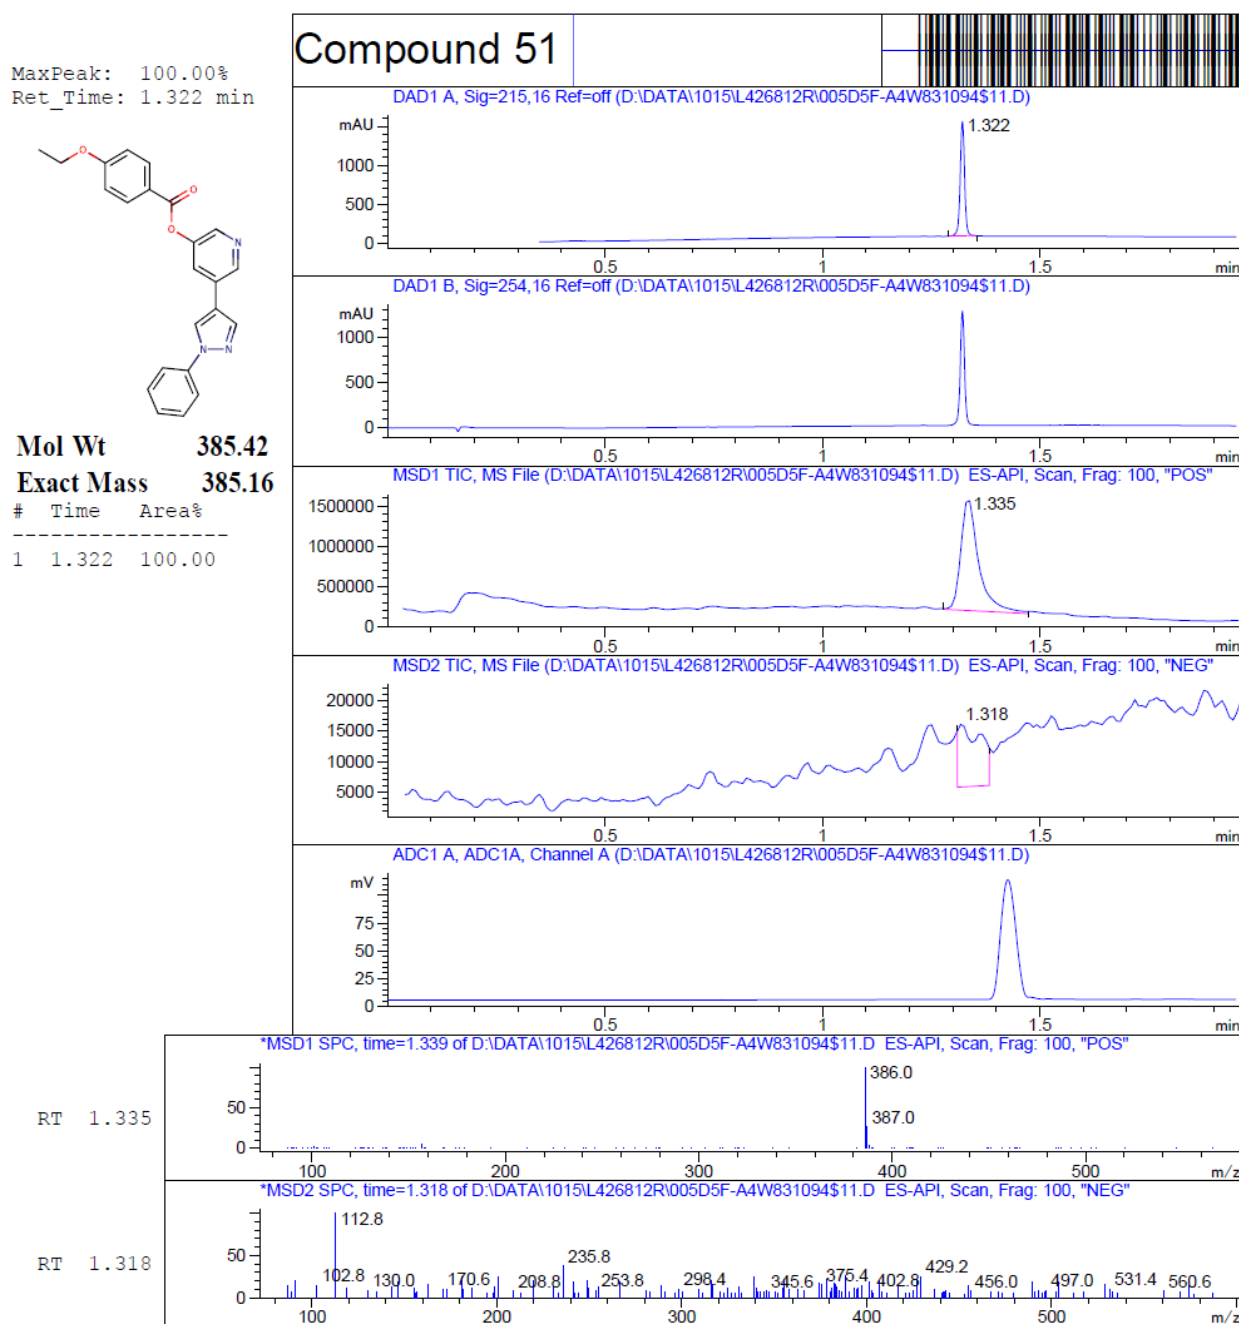 Compound 51
MaxPeak: 100.00%
Ret_Time: 1.322 min
O
O
O
N
N
N
Mol Wt 385.42
Exact Mass 385.16
# Time Area%
-----------------
1 1.322 100.00
DAD1 A, Sig=215,16 Ref=off (D:\DATA\1015\L426812R\005D5F-A4W831094$11.D)
mAU
1.322
1000
500
0
0.5 1 1.5 min
DAD1 B, Sig=254,16 Ref=off (D:\DATA\1015\L426812R\005D5F-A4W831094$11.D)
mAU
1000
500
0
0.5 1 1.5 min
MSD1 TIC, MS File (D:\DATA\1015\L426812R\005D5F-A4W831094$11.D) ES-API, Scan, Frag: 100, "POS"
1500000
1.335
1000000
500000
0
0.5 1 1.5 min
MSD2 TIC, MS File (D:\DATA\1015\L426812R\005D5F-A4W831094$11.D) ES-API, Scan, Frag: 100, "NEG"
20000
1.318
15000
10000
5000
0.5 1 1.5 min
ADC1 A, ADC1A, Channel A (D:\DATA\1015\L426812R\005D5F-A4W831094$11.D)
mV
75
50
25
0
0.5 1 1.5 min
*MSD1 SPC, time=1.339 of D:\DATA\1015\L426812R\005D5F-A4W831094$11.D ES-API, Scan, Frag: 100, "POS"
RT 1.335
386.0
387.0
50
0
100 200 300 400 500 m/z
*MSD2 SPC, time=1.318 of D:\DATA\1015\L426812R\005D5F-A4W831094$11.D ES-API, Scan, Frag: 100, "NEG"
RT 1.318
112.8
50
235.8
429.2
102.8 130.0 170.6 208.8 253.8 298.4 345.6 375.4 402.8 456.0 497.0 531.4 560.6
0
100 200 300 400 500 m/z